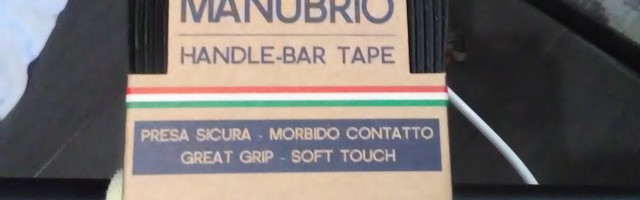 MANUBRIO
HANDLE-BAR TAPE
PRESA SICURA - MORBIDO CONTATTO
GREAT GRIP - SOFT TOUCH